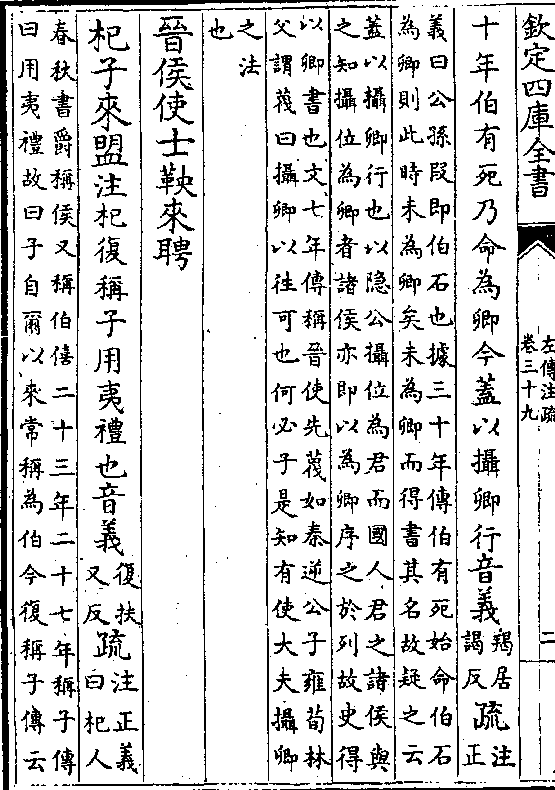 欽定四庫全書
左傳注疏
卷三十九
二
十年伯有死乃命為卿今蓋以攝卿行音義羯居謁反疏注正
義曰公孫段即伯石也據三十年傳伯有死始命伯石
為卿則此時未為卿矣未為卿而得書其名故疑之云
蓋以攝卿行也以隱公攝位為君而國人君之諸侯與
之知攝位為卿者諸侯亦即以為卿序之於列故史得
以卿書也文七年傳稱晉使先蔑如秦逆公子雍荀林
父謂蔑曰攝卿以往可也何必子是知有使大夫攝卿
之法
也
晉侯使士鞅來聘
杞子來盟注杞復稱子用夷禮也音義復扶又反疏注正義曰杞人
春秋書爵稱侯又稱伯僖二十三年二十七年稱子傳
曰用夷禮故曰子自爾以來常稱為伯今復稱子傳云